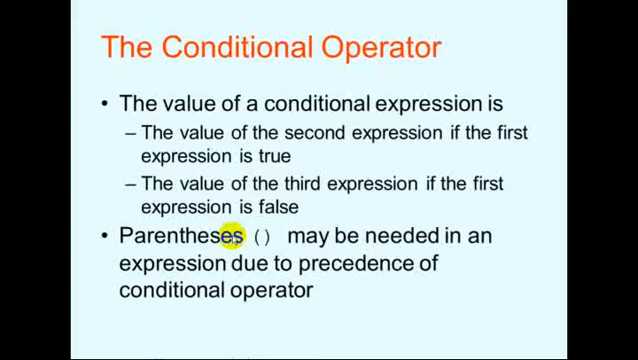 The Conditional Operator
• The value of a conditional expression is
– The value of the second expression if the first
expression is true
– The value of the third expression if the first
expression is false
• Parentheses () may be needed in an
expression due to precedence of
conditional operator